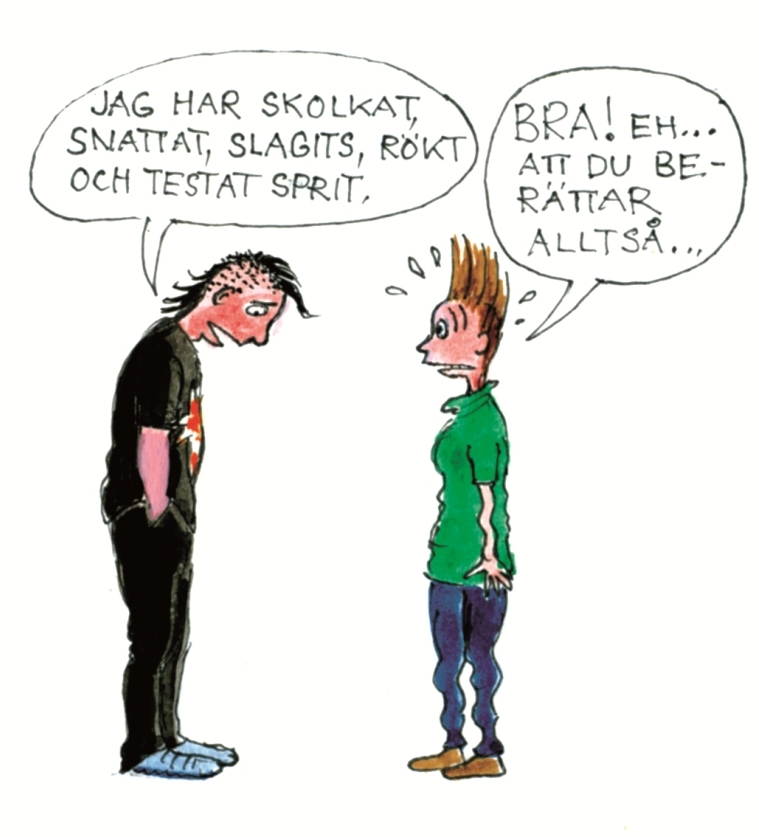 JAG HAR SKOLKAT,
SNATTAT, SLAGITS, RÖKT
OCH TESTAT SPRIT.
BRA! EH...
ATT DU BE-
RÄTTAR
ALLTSÅ...